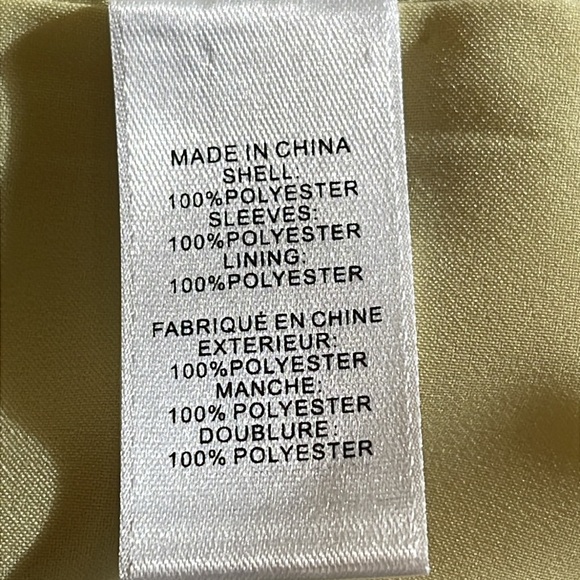 MADE IN CHINA
SHELL:
100%POLYESTER
SLEEVES:
100%POLYESTER
LINING:
100%POLYESTER
FABRIQUÉ EN CHINE
EXTERIEUR:
100%POLYESTER
MANCHE:
100% POLYESTER
DOUBLURE:
100% POLYESTER